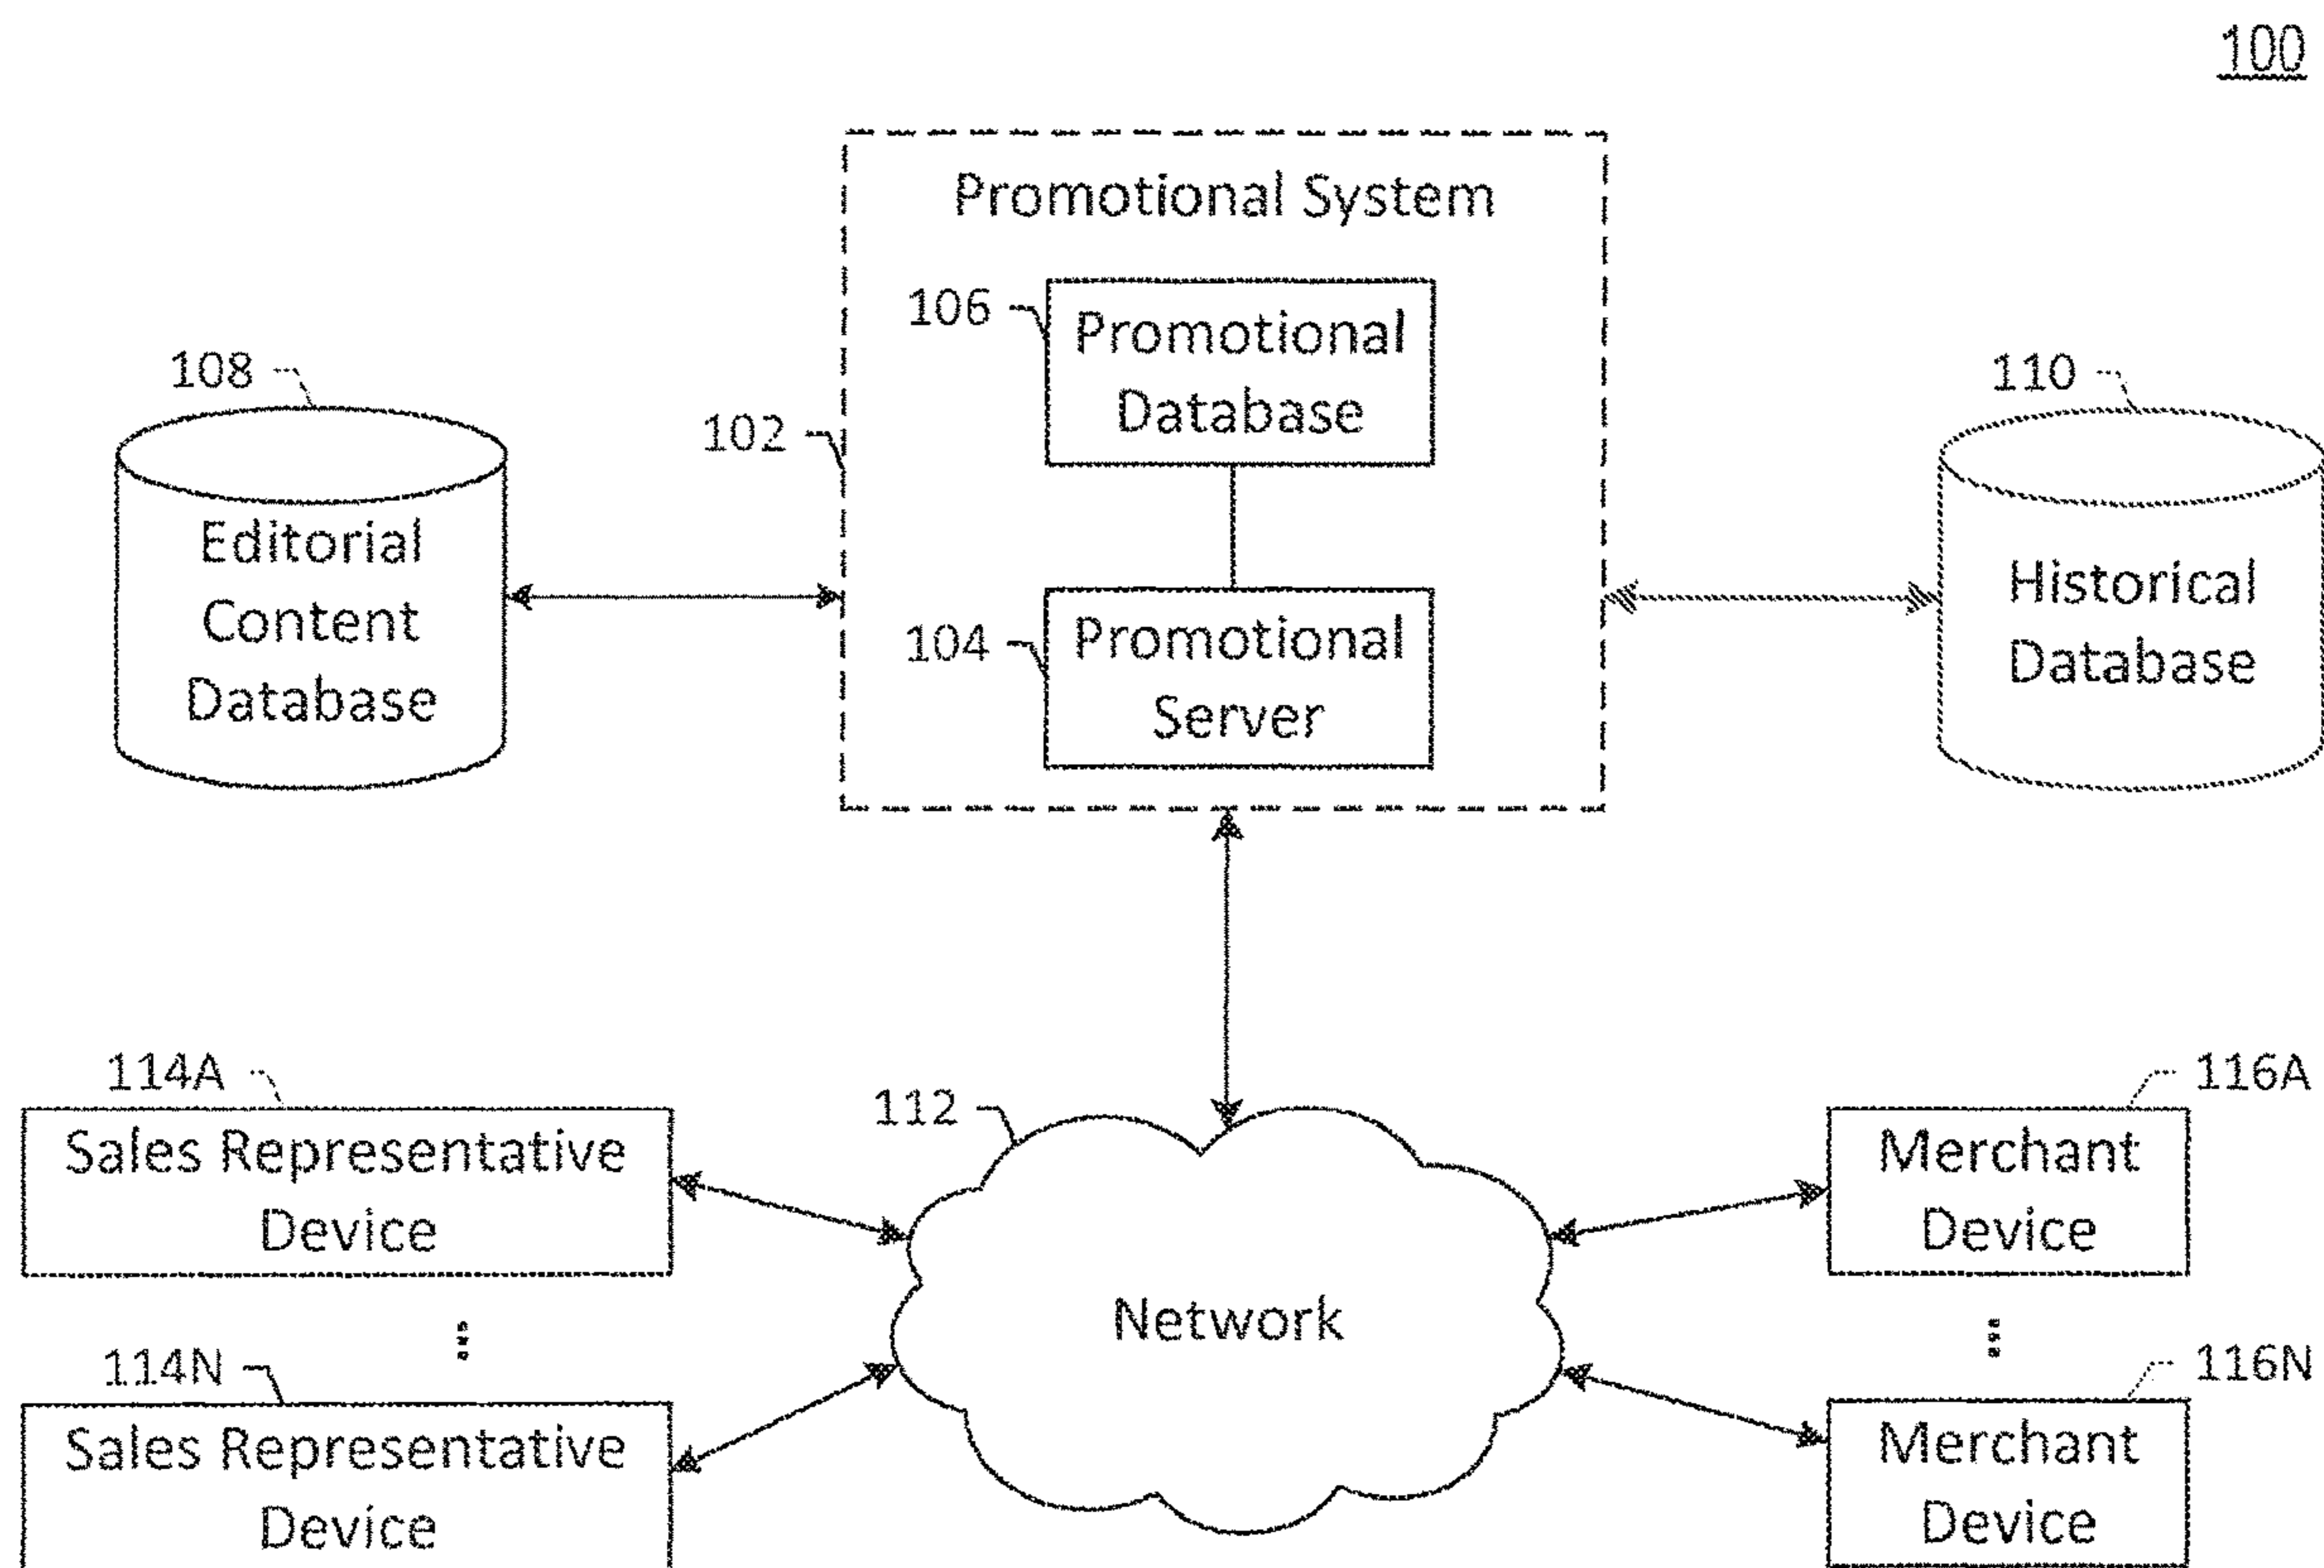 100
Promotional System
106
Promotional
Database
108
110
102
Editorial
Content
Database
Historical
Database
104
Promotional
Server
114A
116A
112
Sales Representative
Device
Merchant
Device
Network
114N
116N
Sales Representative
Device
Merchant
Device